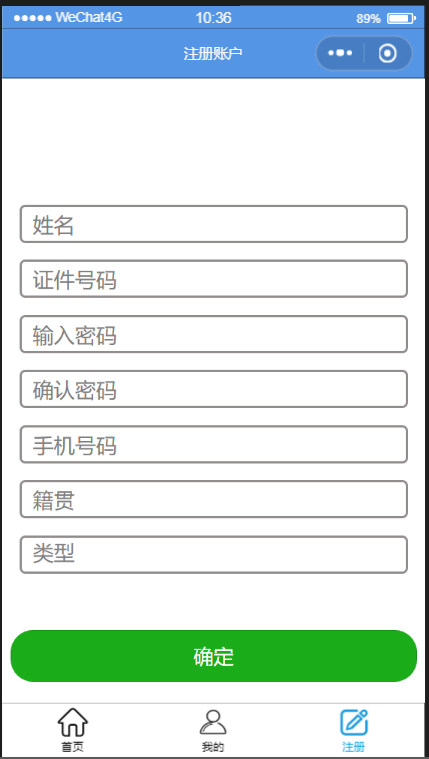 ●●●●● WeChat4G 10:36 89%
注册账户
姓名
证件号码
输入密码
确认密码
手机号码
籍贯
类型
确定
首页 我的 注册